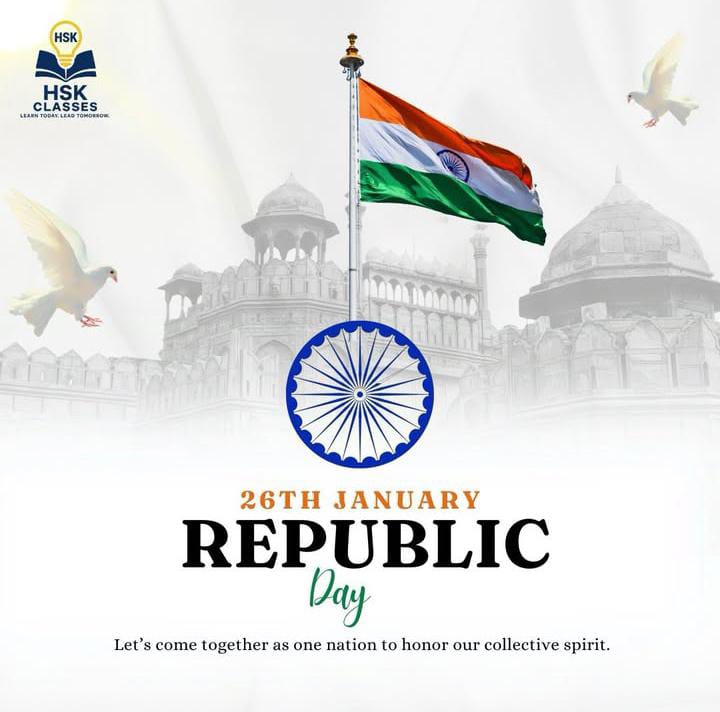 HSK
HSK
CLASSES
LEARN TODAY. LEAD TOMORROW.
26TH JANUARY
REPUBLIC
Day
Let's come together as one nation to honor our collective spirit.